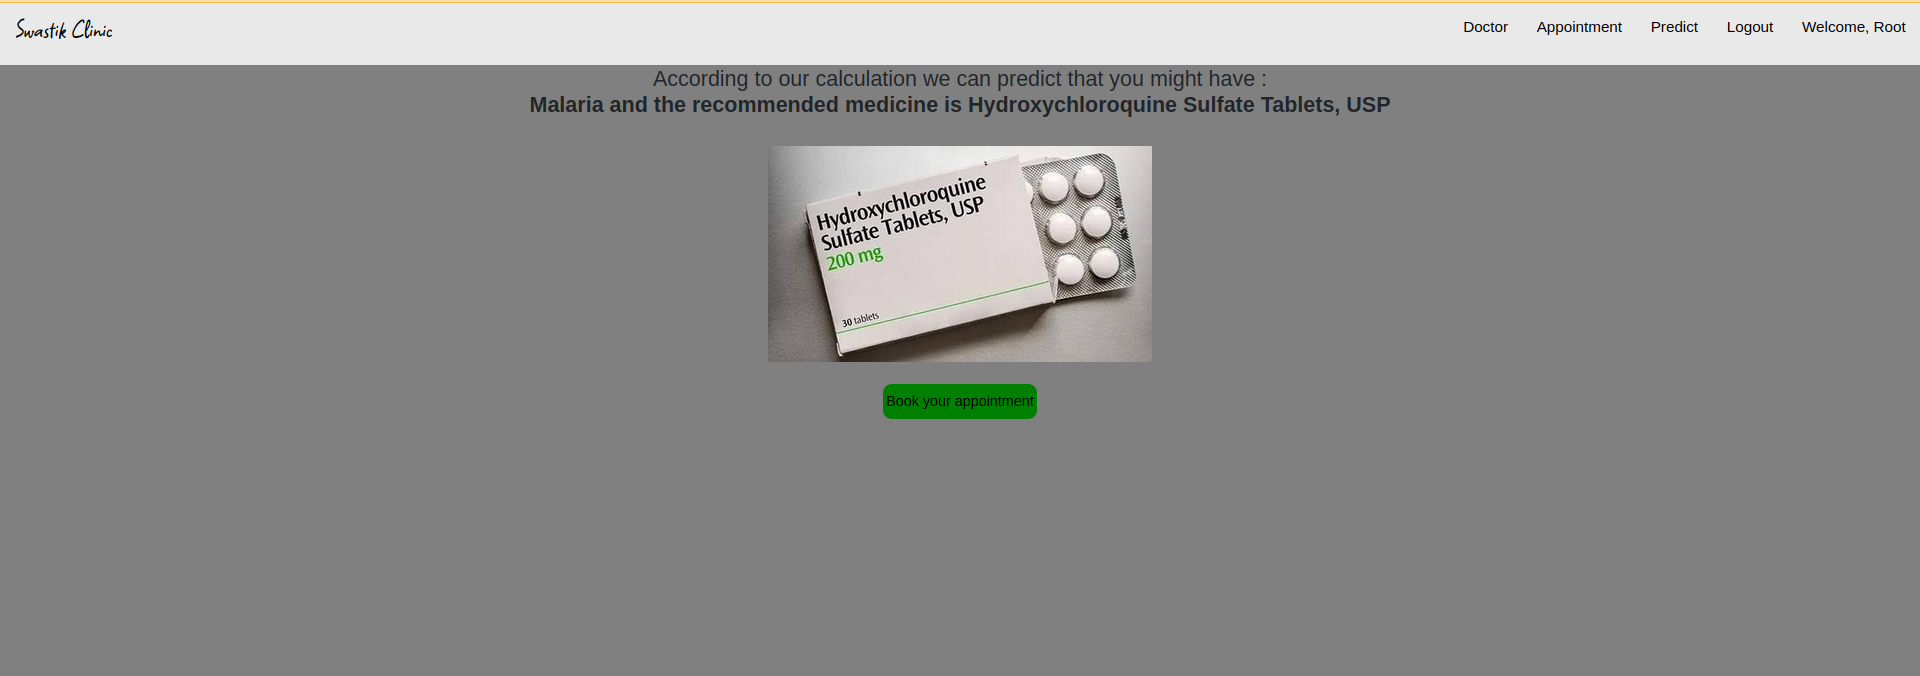 Swastik Clinic
Doctor Appointment Predict Logout Welcome, Root
According to our calculation we can predict that you might have :
Malaria and the recommended medicine is Hydroxychloroquine Sulfate Tablets, USP
Hydroxychloroquine
Sulfate Tablets, USP
200 mg
30 tablets
Book your appointment